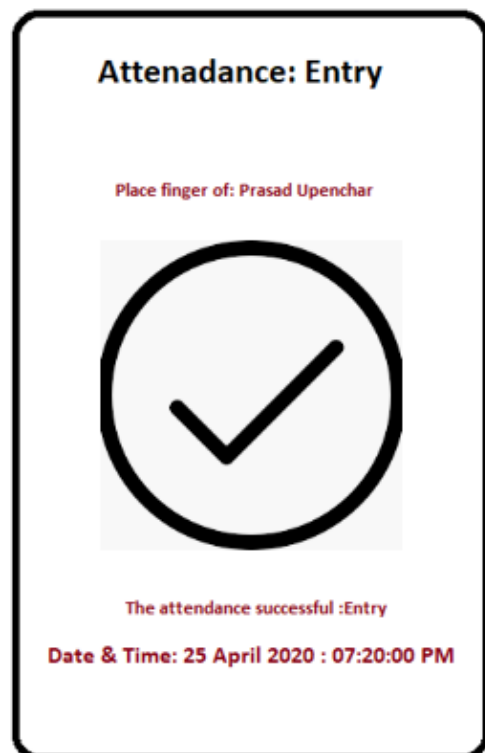 Attenadance: Entry
Place finger of: Prasad Upenchar
The attendance successful :Entry
Date & Time: 25 April 2020 : 07:20:00 PM